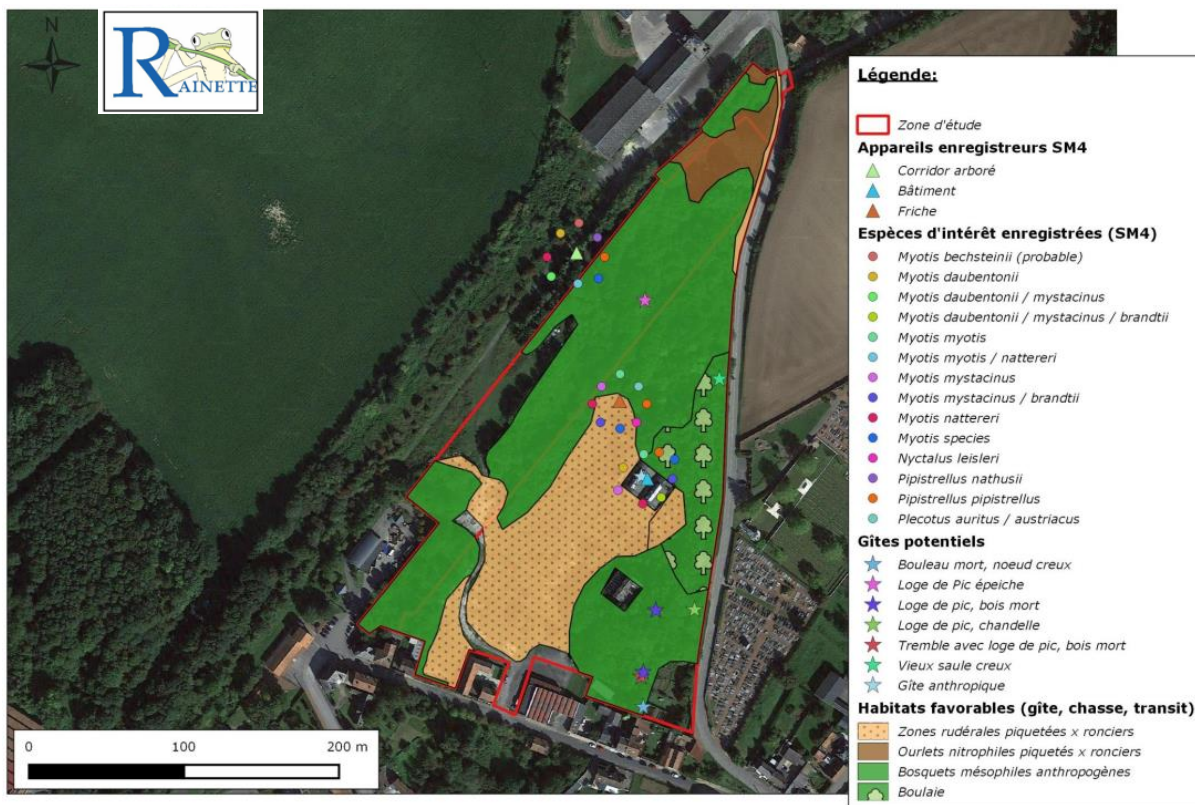 N
RAINETTE
Légende:
Zone d'étude
Appareils enregistreurs SM4
Corridor arboré
Bâtiment
Friche
Espèces d'intérêt enregistrées (SM4)
Myotis bechsteinii (probable)
Myotis daubentonii
Myotis daubentonii / mystacinus
Myotis daubentonii / mystacinus / brandtii
Myotis myotis
Myotis myotis / nattereri
Myotis mystacinus
Myotis mystacinus / brandtii
Myotis nattereri
Myotis species
Nyctalus leisleri
Pipistrellus nathusii
Pipistrellus pipistrellus
Plecotus auritus / austriacus
Gîtes potentiels
Bouleau mort, noeud creux
Loge de Pic épeiche
Loge de pic, bois mort
Loge de pic, chandelle
Tremble avec loge de pic, bois mort
Vieux saule creux
Gîte anthropique
Habitats favorables (gîte, chasse, transit)
Zones rudérales piquetées x ronciers
Ourlets nitrophiles piquetés x ronciers
Bosquets mésophiles anthropogènes
Boulaie
0 100 200 m